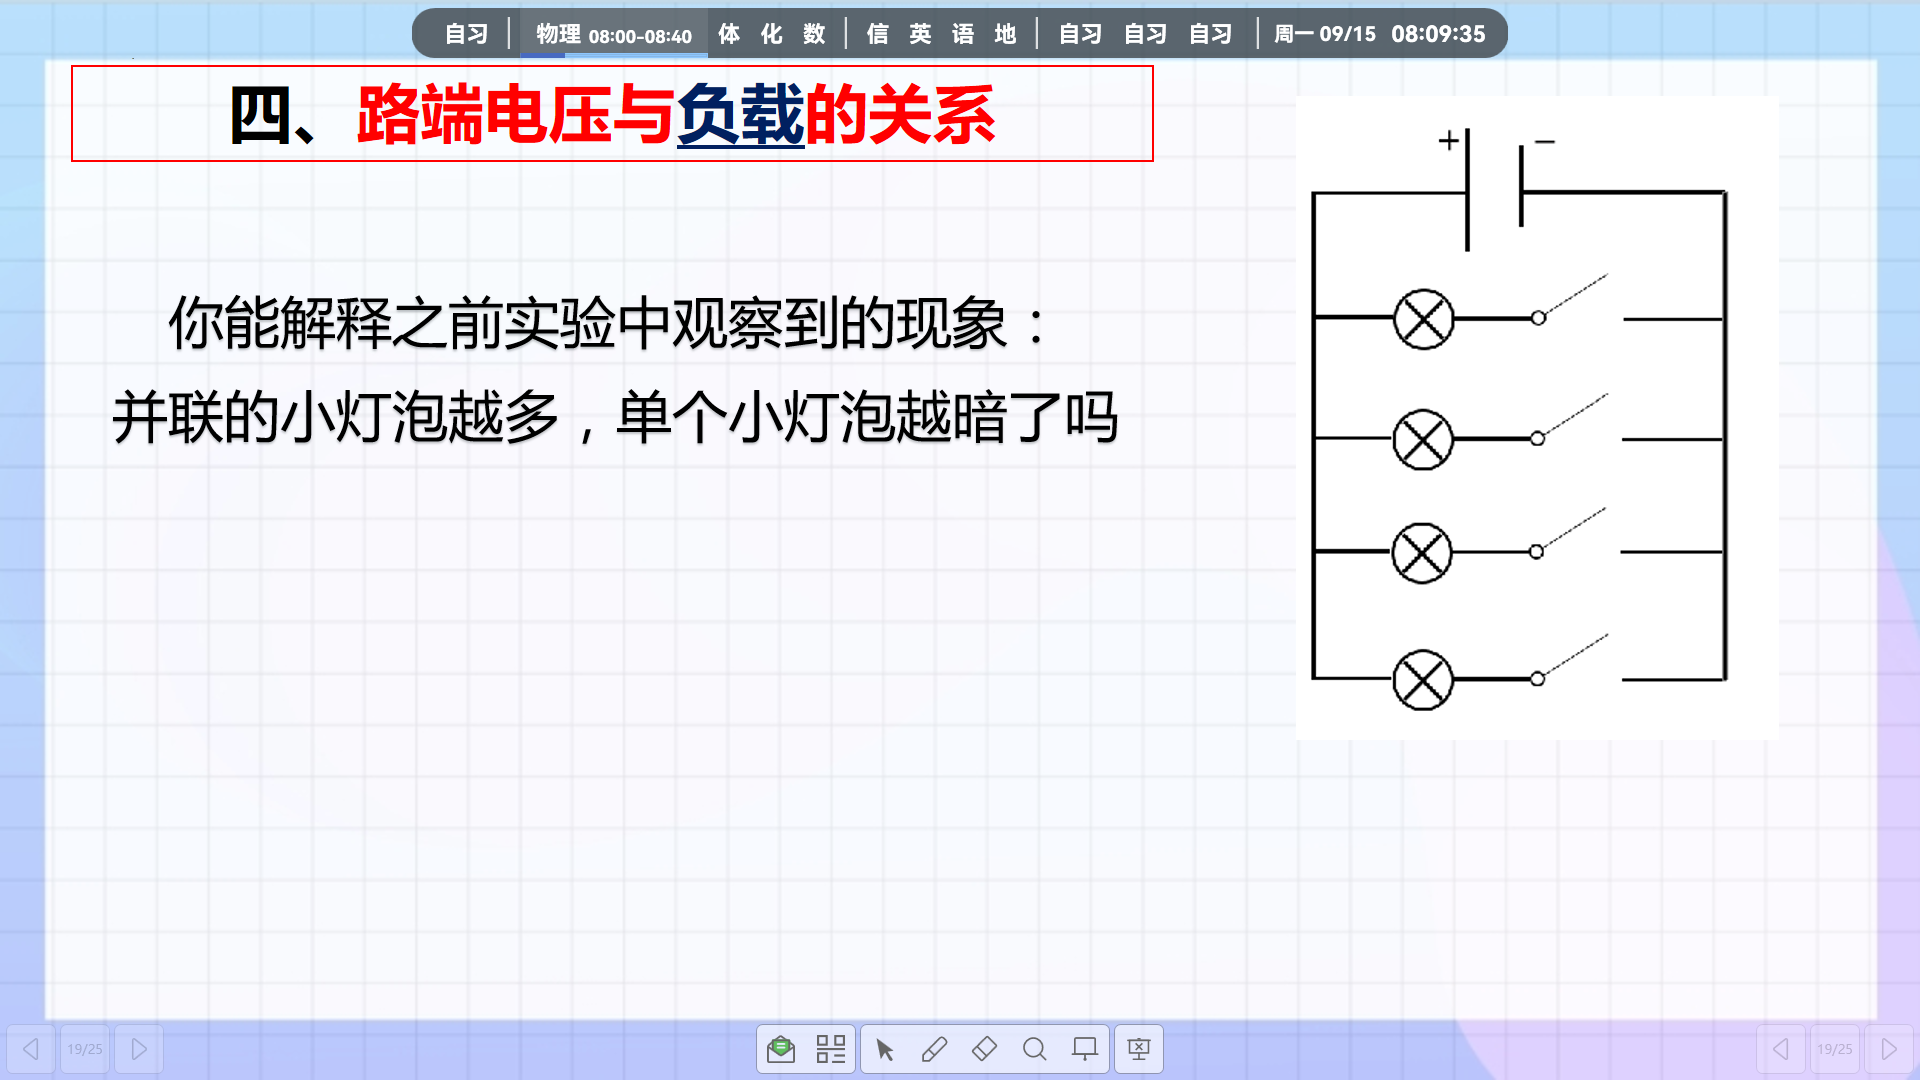 自习 物理 08:00-08:40 体 化 数 信 英 语 地 自习 自习 自习 周一 09/15 08:09:35
四、路端电压与负载的关系
+ −
你能解释之前实验中观察到的现象：
并联的小灯泡越多，单个小灯泡越暗了吗
19/25 19/25